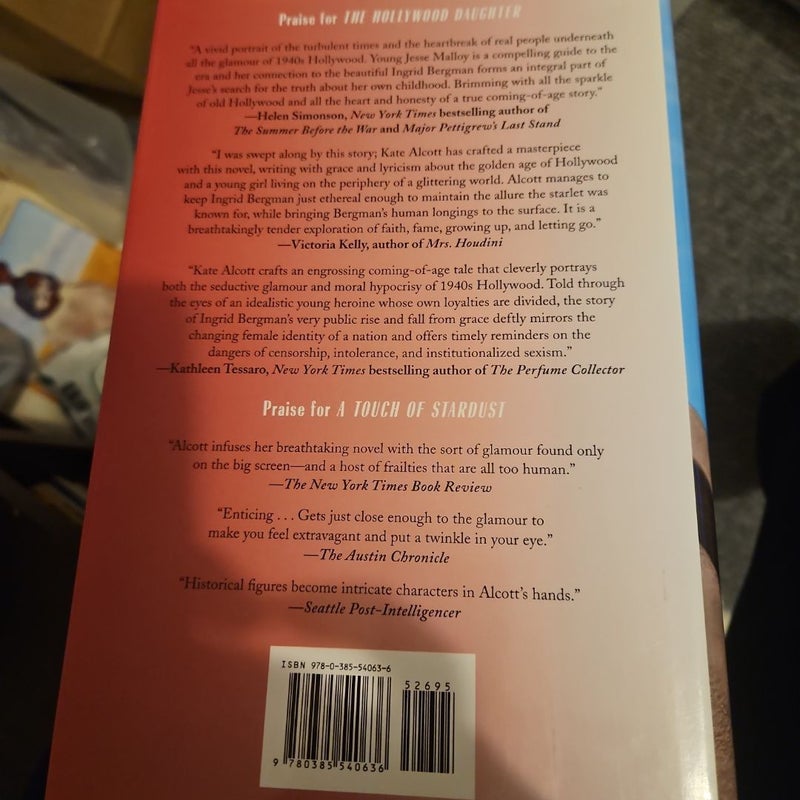 Praise for THE HOLLYWOOD DAUGHTER
"A vivid portrait of the turbulent times and the heartbreak of real people underneath
all the glamour of 1940s Hollywood. Young Jesse Malloy is a compelling guide to the
era and her connection to the beautiful Ingrid Bergman forms an integral part of
Jesse's search for the truth about her own childhood. Brimming with all the sparkle
of old Hollywood and all the heart and honesty of a true coming-of-age story."
—Helen Simonson, New York Times bestselling author of
The Summer Before the War and Major Pettigrew's Last Stand
"I was swept along by this story; Kate Alcott has crafted a masterpiece
with this novel, writing with grace and lyricism about the golden age of Hollywood
and a young girl living on the periphery of a glittering world. Alcott manages to
keep Ingrid Bergman just ethereal enough to maintain the allure the starlet was
known for, while bringing Bergman's human longings to the surface. It is a
breathtakingly tender exploration of faith, fame, growing up, and letting go."
—Victoria Kelly, author of Mrs. Houdini
"Kate Alcott crafts an engrossing coming-of-age tale that cleverly portrays
both the seductive glamour and moral hypocrisy of 1940s Hollywood. Told through
the eyes of an idealistic young heroine whose own loyalties are divided, the story
of Ingrid Bergman's very public rise and fall from grace deftly mirrors the
changing female identity of a nation and offers timely reminders on the
dangers of censorship, intolerance, and institutionalized sexism."
—Kathleen Tessaro, New York Times bestselling author of The Perfume Collector
Praise for A TOUCH OF STARDUST
"Alcott infuses her breathtaking novel with the sort of glamour found only
on the big screen—and a host of frailties that are all too human."
—The New York Times Book Review
"Enticing . . . Gets just close enough to the glamour to
make you feel extravagant and put a twinkle in your eye."
—The Austin Chronicle
"Historical figures become intricate characters in Alcott's hands."
—Seattle Post-Intelligencer
ISBN 978-0-385-54063-6
52695
9 780385 540636